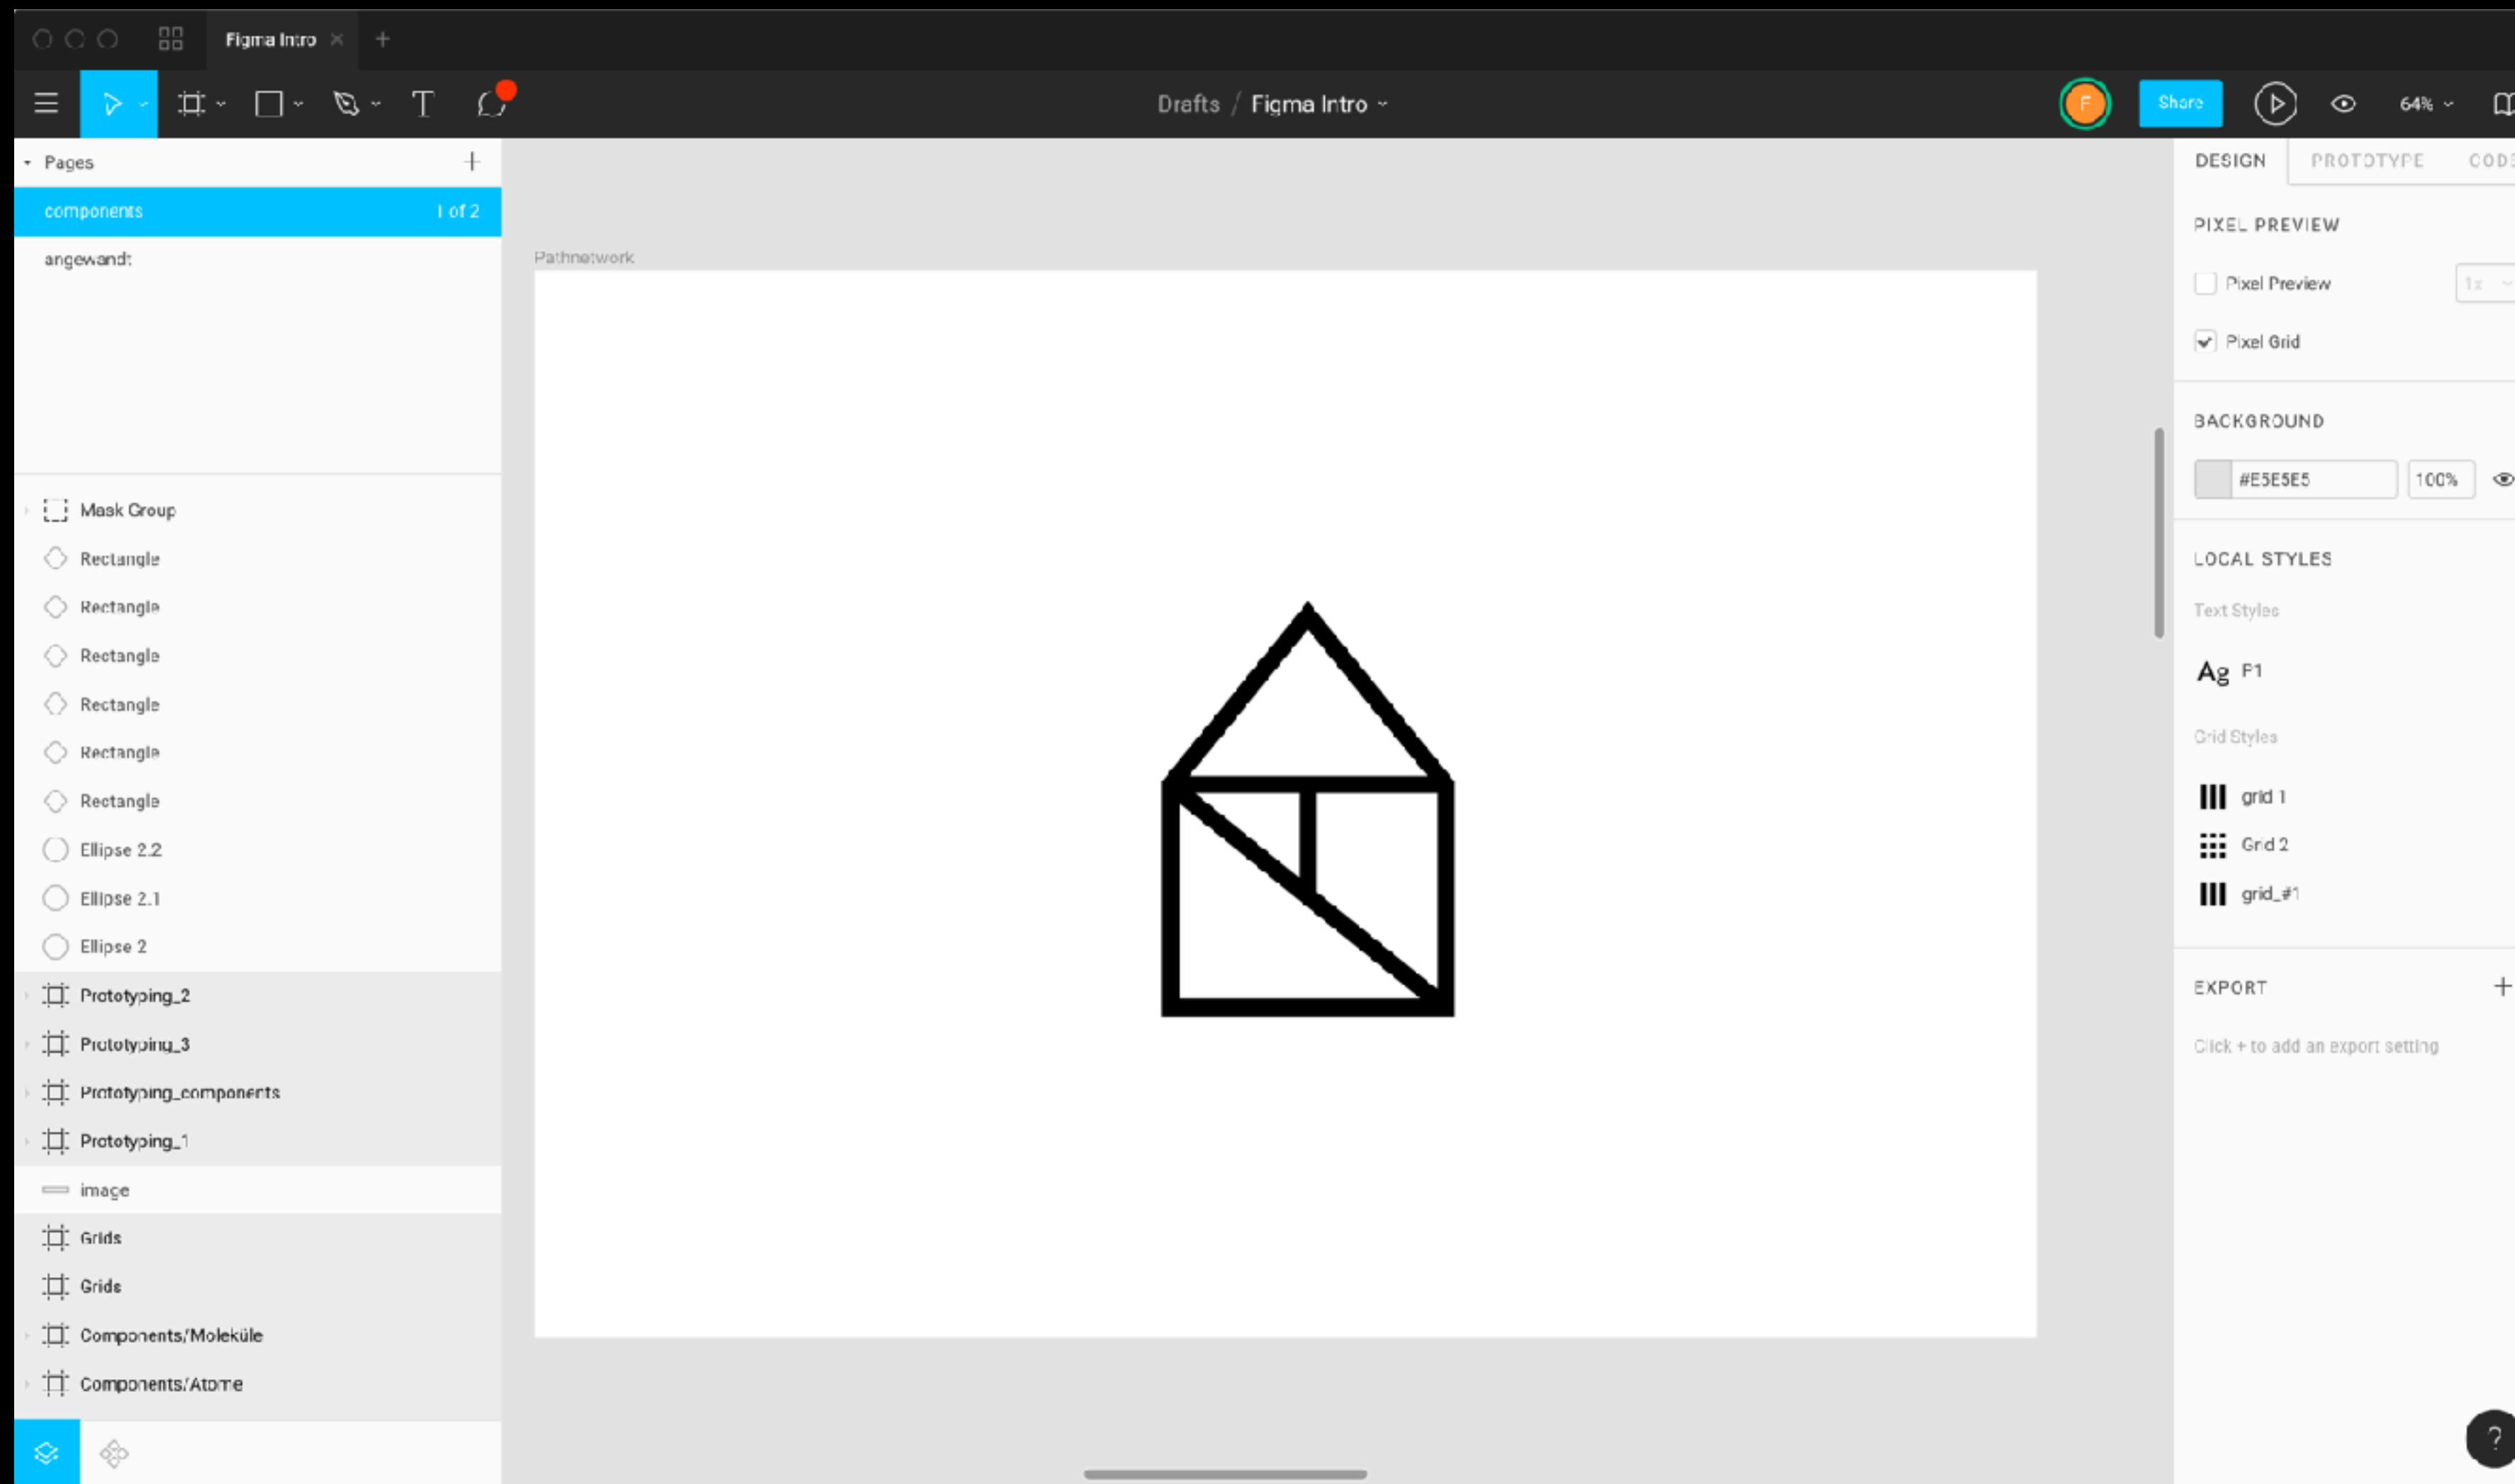 Figma Intro
Drafts / Figma Intro
F
Share
64%
Pages
components 1 of 2
angewandt
Mask Group
Rectangle
Rectangle
Rectangle
Rectangle
Rectangle
Rectangle
Ellipse 2.2
Ellipse 2.1
Ellipse 2
Prototyping_2
Prototyping_3
Prototyping_components
Prototyping_1
image
Grids
Grids
Components/Moleküle
Components/Atome
Pathnetwork
DESIGN PROTOTYPE CODE
PIXEL PREVIEW
Pixel Preview 1x
Pixel Grid
BACKGROUND
#E5E5E5 100%
LOCAL STYLES
Text Styles
Ag P1
Grid Styles
grid 1
Grid 2
grid_#1
EXPORT
Click + to add an export setting
?